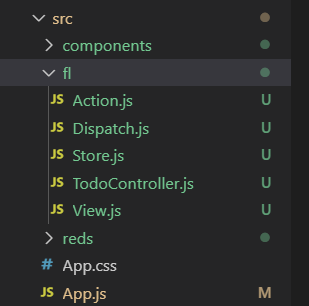 src
components
fl
JS Action.js U
JS Dispatch.js U
JS Store.js U
JS TodoController.js U
JS View.js U
reds
# App.css
JS App.js M